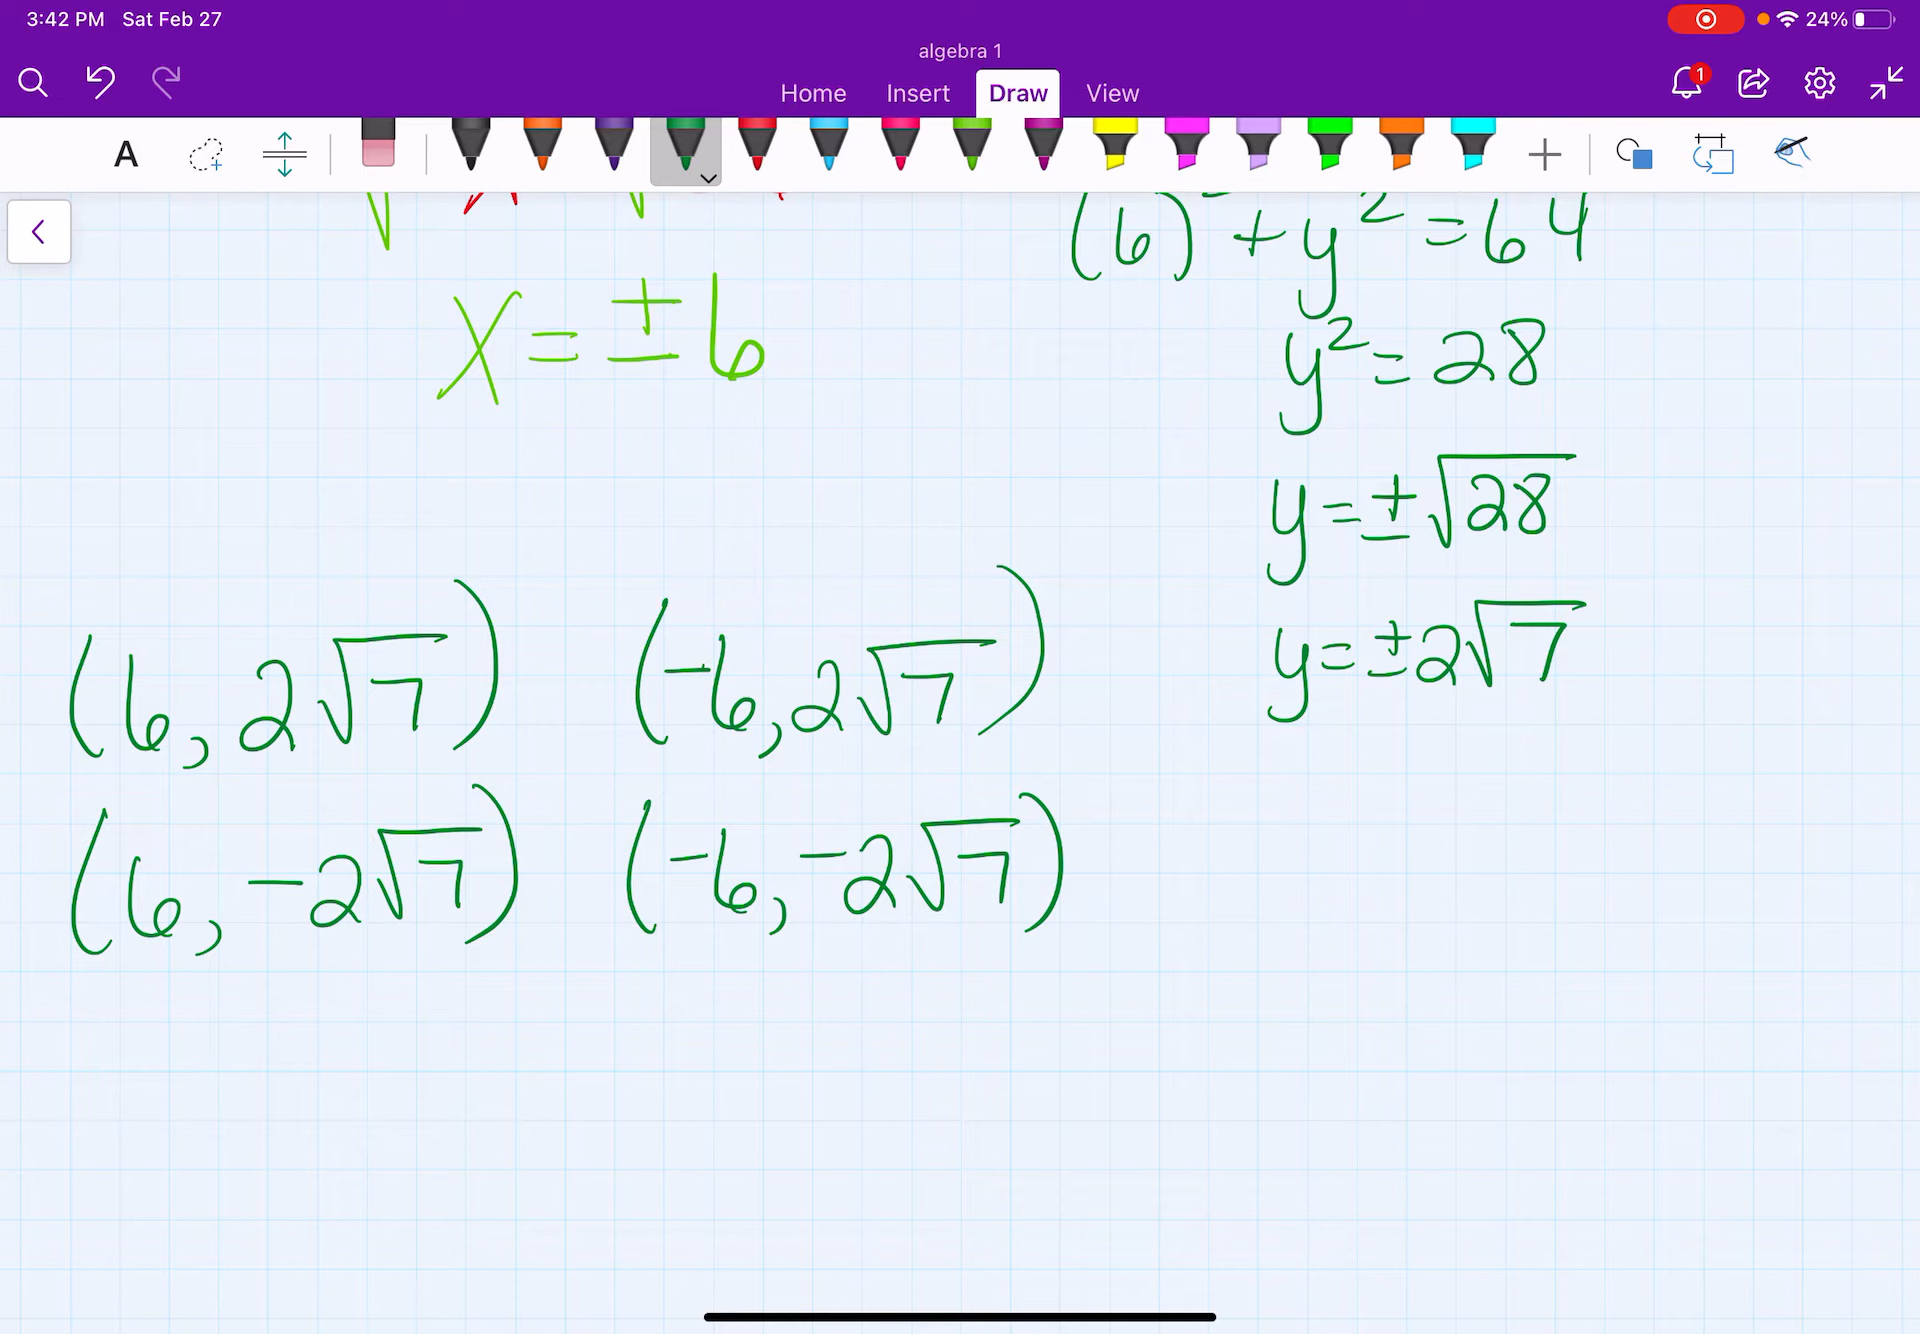 3:42 PM Sat Feb 27
24%
algebra 1
Home Insert Draw View
1
A
(6)² + y² = 64
x = ± 6
y² = 28
y = ± √28
y = ± 2√7
(6, 2√7) (-6, 2√7)
(6, -2√7) (-6, -2√7)